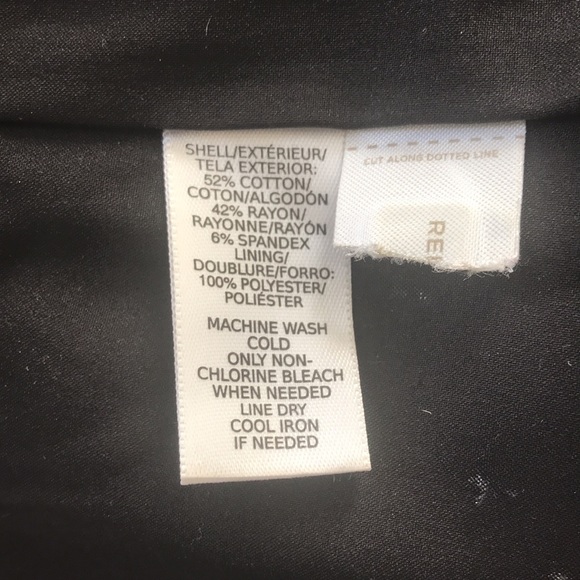 SHELL/EXTÉRIEUR/
TELA EXTERIOR:
52% COTTON/
COTON/ALGODÓN
42% RAYON/
RAYONNE/RAYÓN
6% SPANDEX
LINING/
DOUBLURE/FORRO:
100% POLYESTER/
POLIÉSTER
MACHINE WASH
COLD
ONLY NON-
CHLORINE BLEACH
WHEN NEEDED
LINE DRY
COOL IRON
IF NEEDED
CUT ALONG DOTTED LINE